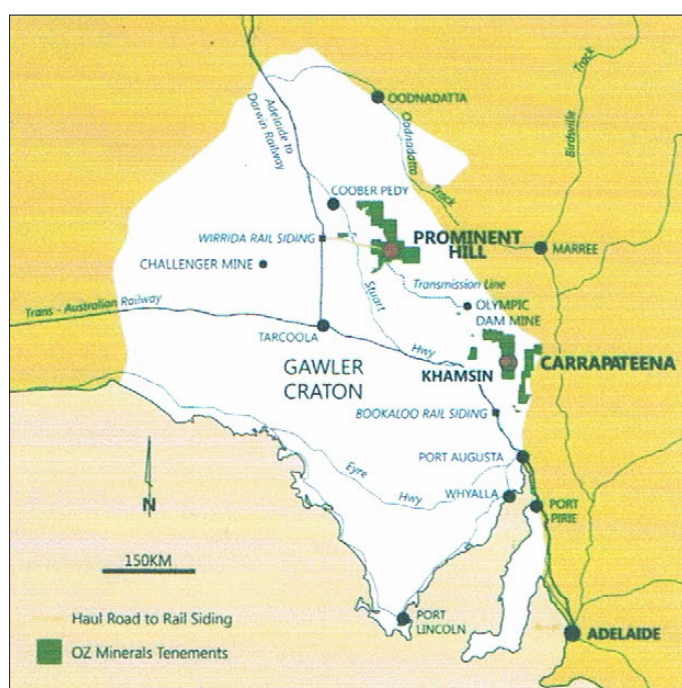 OODNADATTA
Adelaide to
Darwin Railway
Oodnadatta
Track
Birdsville
Track
COOBER PEDY
WIRRIDA RAIL SIDING
PROMINENT
HILL
MARREE
CHALLENGER MINE
Transmission Line
Trans - Australian Railway
Stuart
Hwy
OLYMPIC
DAM MINE
TARCOOLA
GAWLER
CRATON
KHAMSIN
CARRAPATEENA
BOOKALOO RAIL SIDING
PORT AUGUSTA
Eyre
Hwy
WHYALLA
PORT
PIRIE
N
150KM
Haul Road to Rail Siding
PORT
LINCOLN
ADELAIDE
OZ Minerals Tenements